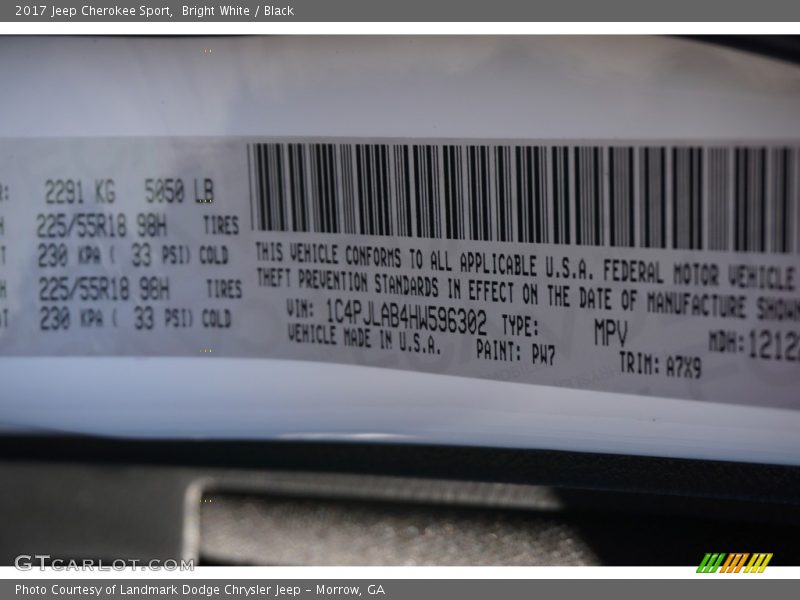 2017 Jeep Cherokee Sport, Bright White / Black
2291 KG 5050 LB
225/55R18 98H TIRES
230 KPA ( 33 PSI) COLD
225/55R18 98H TIRES
230 KPA ( 33 PSI) COLD
THIS VEHICLE CONFORMS TO ALL APPLICABLE U.S.A. FEDERAL MOTOR VEHICLE
THEFT PREVENTION STANDARDS IN EFFECT ON THE DATE OF MANUFACTURE SHOWN
VIN: 1C4PJLAB4HW596302 TYPE: MPV MDH: 12122
VEHICLE MADE IN U.S.A. PAINT: PW7 TRIM: A7X9
GTCARLOT.COM
Photo Courtesy of Landmark Dodge Chrysler Jeep - Morrow, GA